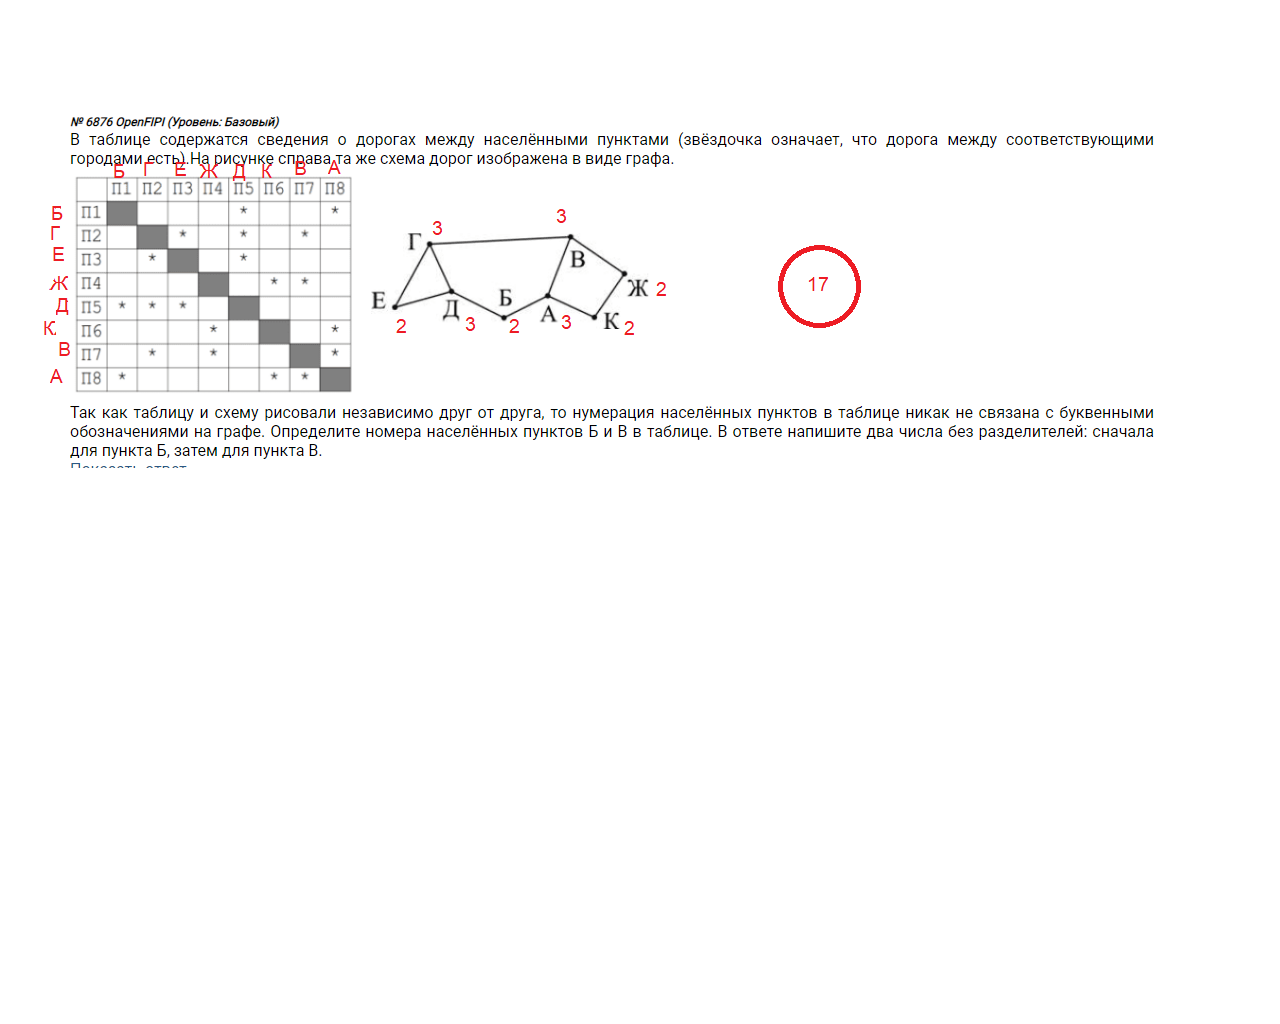 № 6876 OpenFIPI (Уровень: Базовый)
В таблице содержатся сведения о дорогах между населёнными пунктами (звёздочка означает, что дорога между соответствующими
городами есть).На рисунке справа та же схема дорог изображена в виде графа.
Б Г Е Ж Д К В А
П1 П2 П3 П4 П5 П6 П7 П8
Б П1 * *
Г П2 * * *
Е П3 * *
Ж П4 * *
Д П5 * * *
К П6 * *
В П7 * * *
А П8 * * *
3
Г 3
В
Ж 2
Е
Б
Д
А 3
К 2
2
3
2
17
Так как таблицу и схему рисовали независимо друг от друга, то нумерация населённых пунктов в таблице никак не связана с буквенными
обозначениями на графе. Определите номера населённых пунктов Б и В в таблице. В ответе напишите два числа без разделителей: сначала
для пункта Б, затем для пункта В.
Показать ответ